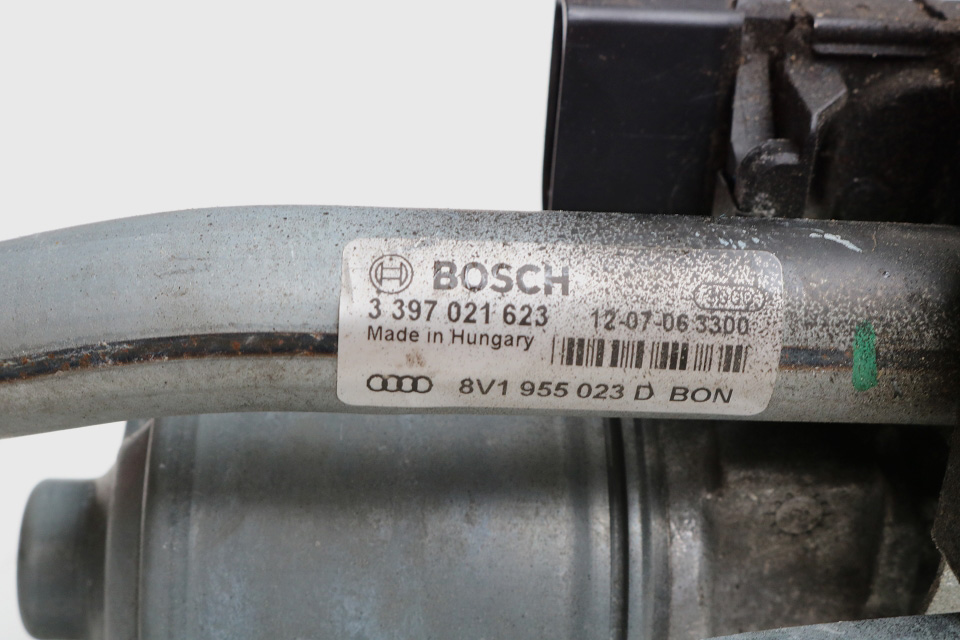 BOSCH
3 397 021 623 12-07-06 3300
Made in Hungary
8V1 955 023 D BON